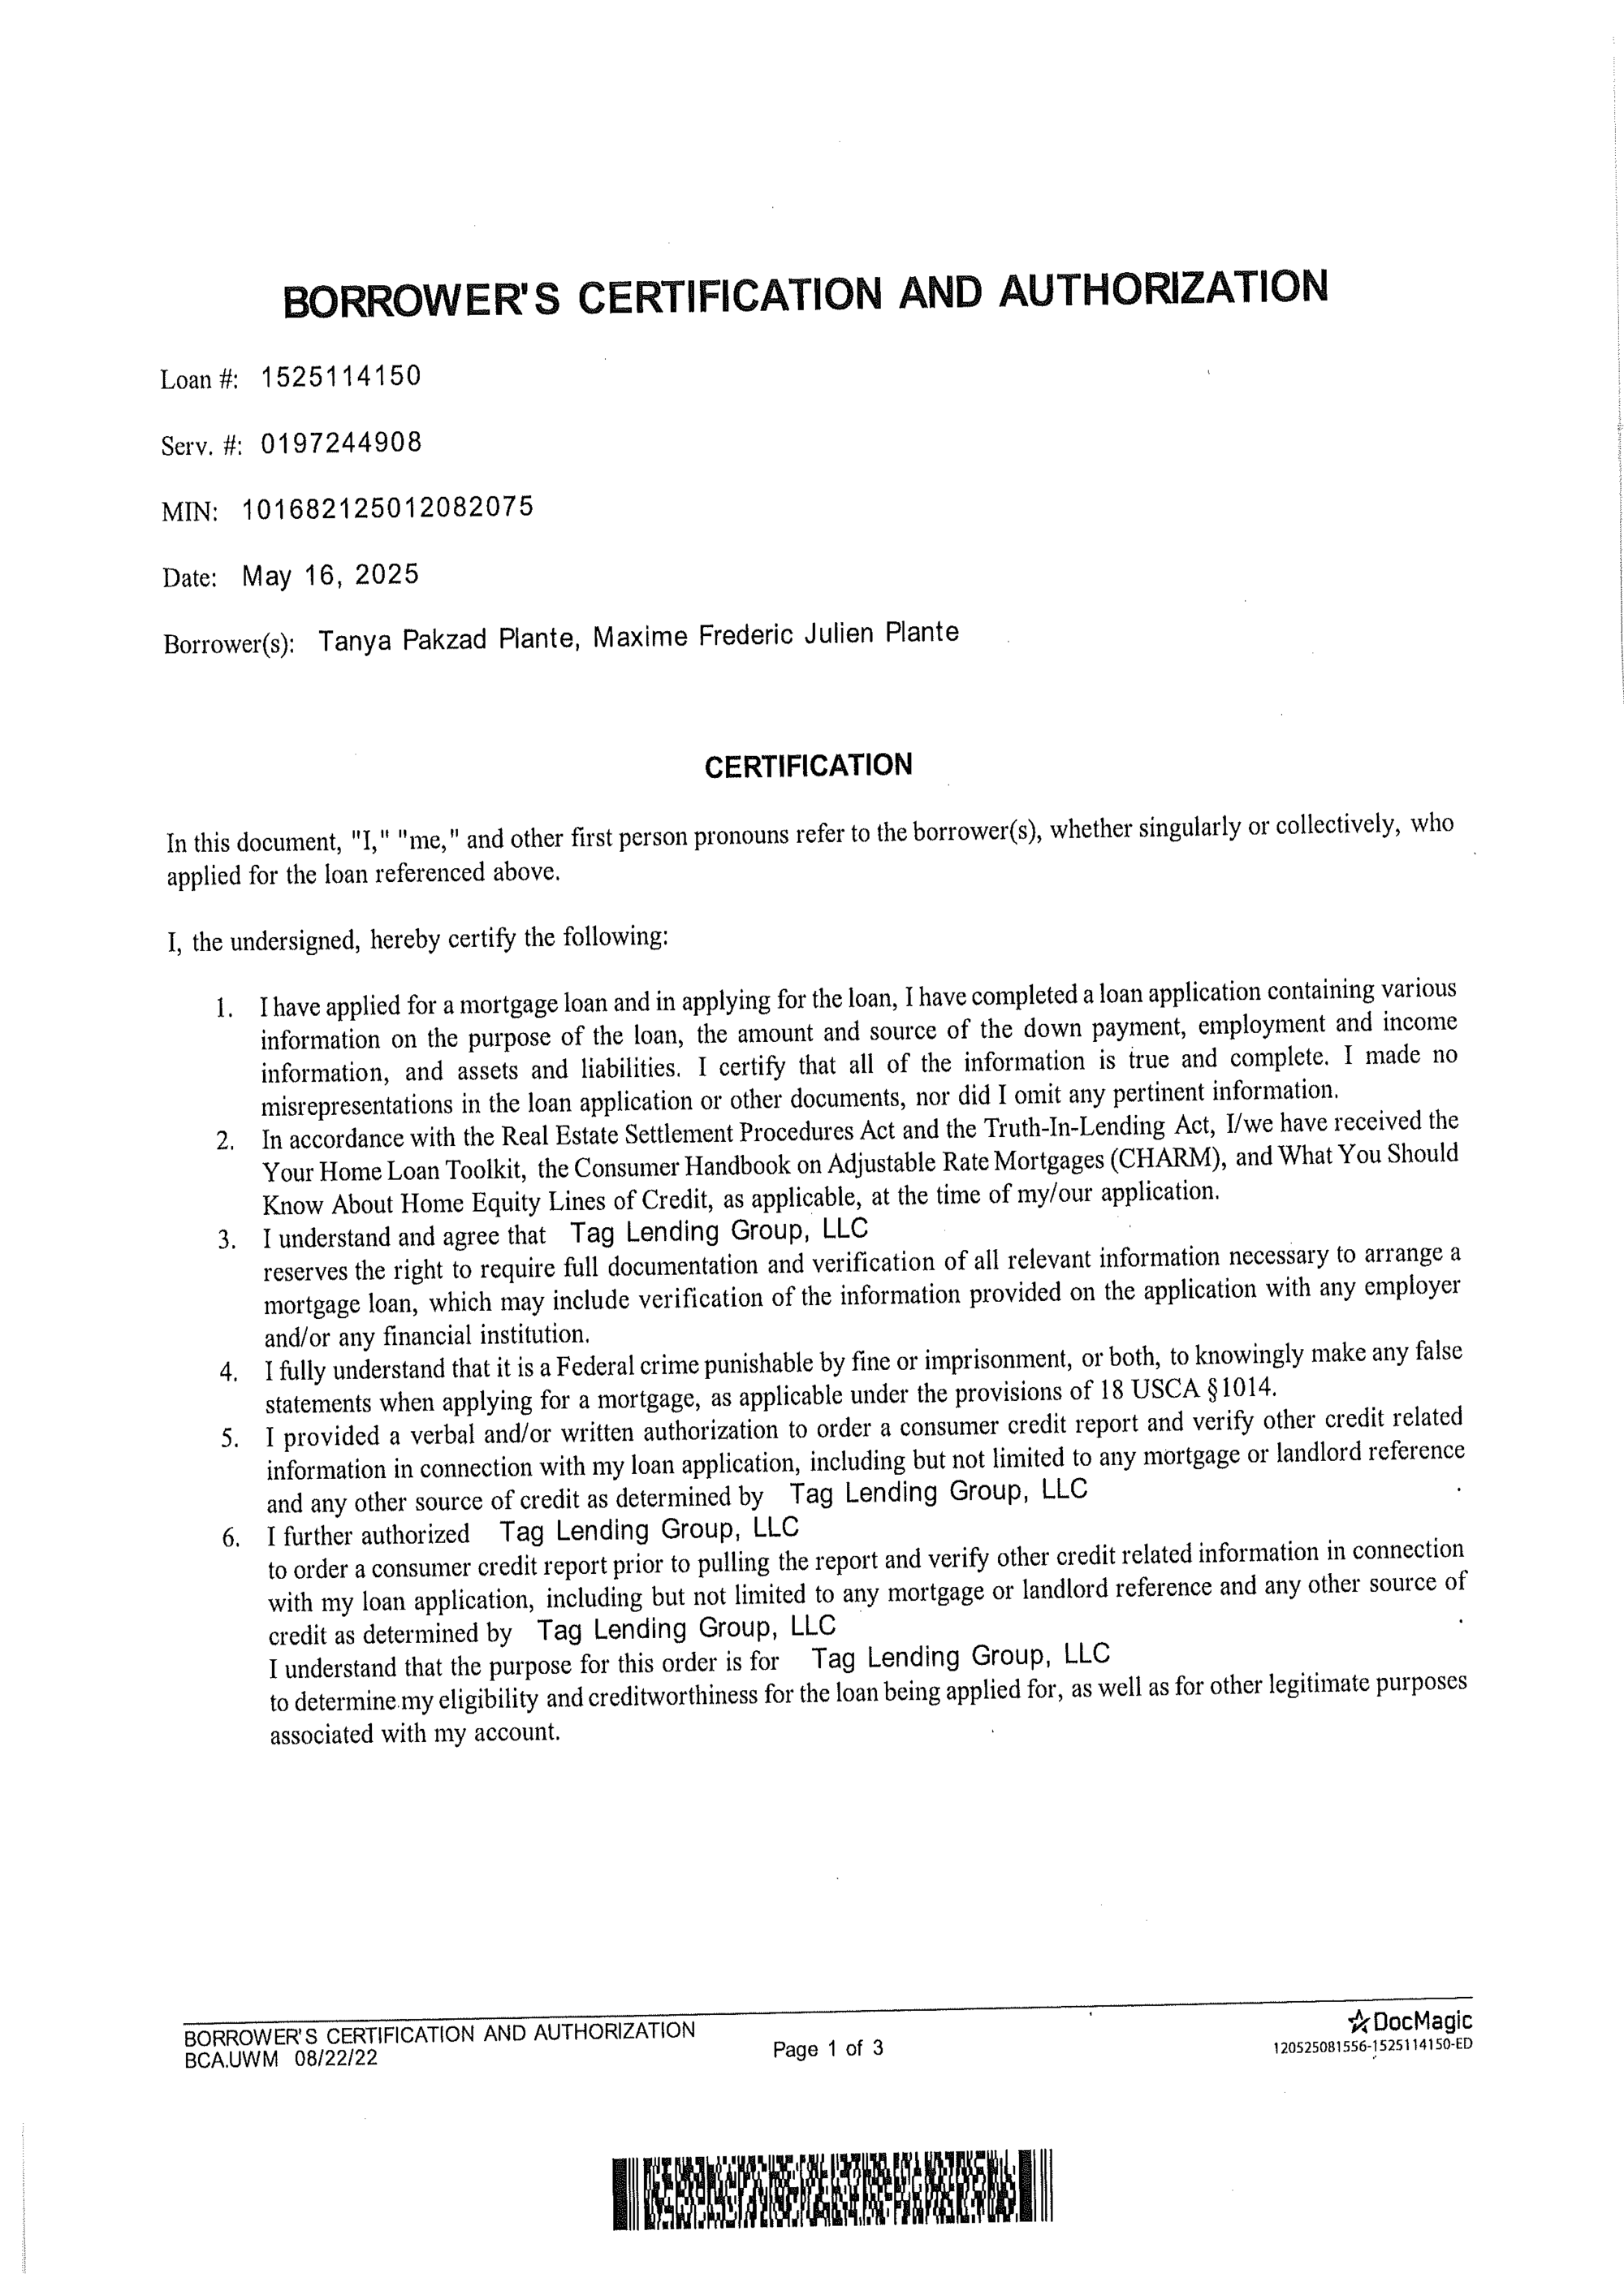 BORROWER'S CERTIFICATION AND AUTHORIZATION
Loan #: 1525114150
Serv. #: 0197244908
MIN: 101682125012082075
Date: May 16, 2025
Borrower(s): Tanya Pakzad Plante, Maxime Frederic Julien Plante
CERTIFICATION
In this document, "I," "me," and other first person pronouns refer to the borrower(s), whether singularly or collectively, who
applied for the loan referenced above.
I, the undersigned, hereby certify the following:
1. I have applied for a mortgage loan and in applying for the loan, I have completed a loan application containing various
information on the purpose of the loan, the amount and source of the down payment, employment and income
information, and assets and liabilities. I certify that all of the information is true and complete. I made no
misrepresentations in the loan application or other documents, nor did I omit any pertinent information.
2. In accordance with the Real Estate Settlement Procedures Act and the Truth-In-Lending Act, I/we have received the
Your Home Loan Toolkit, the Consumer Handbook on Adjustable Rate Mortgages (CHARM), and What You Should
Know About Home Equity Lines of Credit, as applicable, at the time of my/our application.
3. I understand and agree that Tag Lending Group, LLC
reserves the right to require full documentation and verification of all relevant information necessary to arrange a
mortgage loan, which may include verification of the information provided on the application with any employer
and/or any financial institution.
4. I fully understand that it is a Federal crime punishable by fine or imprisonment, or both, to knowingly make any false
statements when applying for a mortgage, as applicable under the provisions of 18 USCA §1014.
5. I provided a verbal and/or written authorization to order a consumer credit report and verify other credit related
information in connection with my loan application, including but not limited to any mortgage or landlord reference
and any other source of credit as determined by Tag Lending Group, LLC .
6. I further authorized Tag Lending Group, LLC
to order a consumer credit report prior to pulling the report and verify other credit related information in connection
with my loan application, including but not limited to any mortgage or landlord reference and any other source of
credit as determined by Tag Lending Group, LLC .
I understand that the purpose for this order is for Tag Lending Group, LLC
to determine my eligibility and creditworthiness for the loan being applied for, as well as for other legitimate purposes
associated with my account.
BORROWER'S CERTIFICATION AND AUTHORIZATION
BCA.UWM 08/22/22
Page 1 of 3
DocMagic
120525081556-1525114150-ED